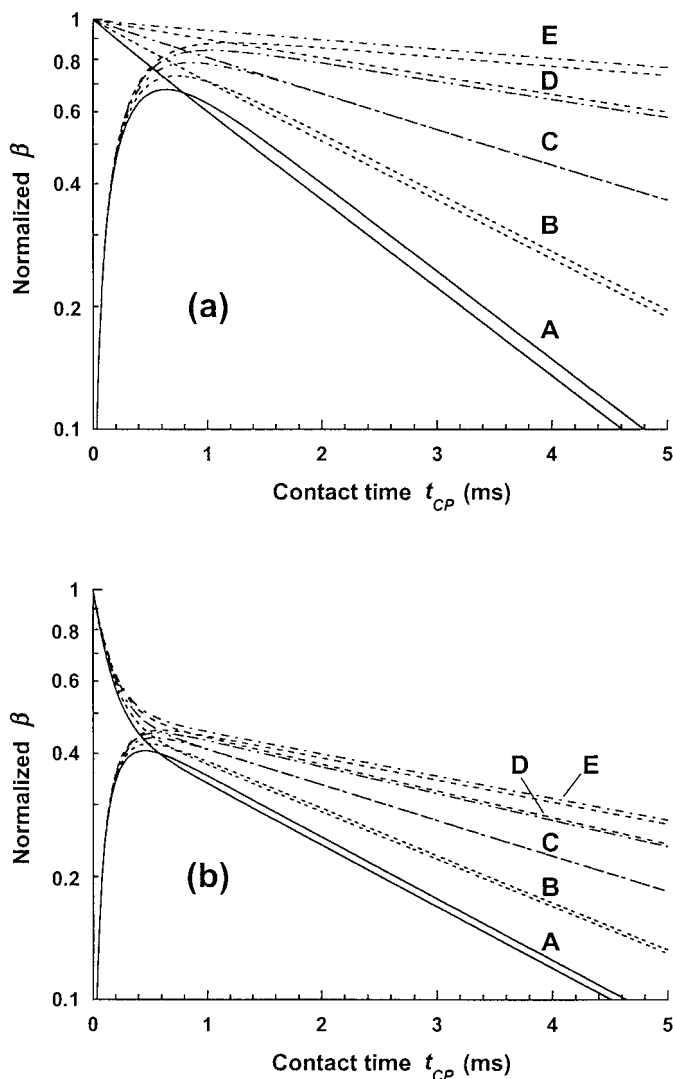 1
0.8
0.6
0.4
0.2
0.1
Normalized β
E
D
C
B
A
(a)
0 1 2 3 4 5
Contact time t_CP (ms)
1
0.8
0.6
0.4
0.2
0.1
Normalized β
D E
C
B
A
(b)
0 1 2 3 4 5
Contact time t_CP (ms)